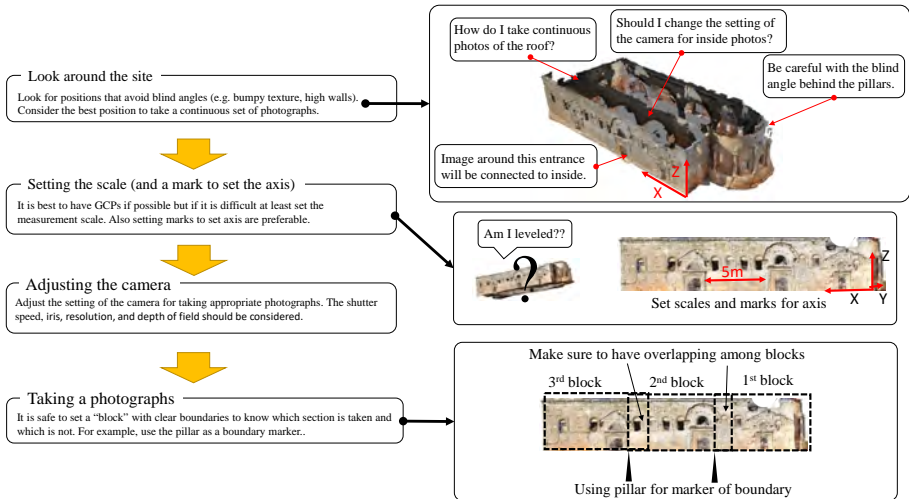 Look around the site
Look for positions that avoid blind angles (e.g. bumpy texture, high walls).
Consider the best position to take a continuous set of photographs.
Setting the scale (and a mark to set the axis)
It is best to have GCPs if possible but if it is difficult at least set the
measurement scale. Also setting marks to set axis are preferable.
Adjusting the camera
Adjust the setting of the camera for taking appropriate photographs. The shutter
speed, iris, resolution, and depth of field should be considered.
Taking a photographs
It is safe to set a “block” with clear boundaries to know which section is taken and
which is not. For example, use the pillar as a boundary marker..
How do I take continuous
photos of the roof?
Should I change the setting of
the camera for inside photos?
Be careful with the blind
angle behind the pillars.
Image around this entrance
will be connected to inside.
Z
X
Am I leveled??
?
5m
Z
X
Y
Set scales and marks for axis
Make sure to have overlapping among blocks
3rd block
2nd block
1st block
Using pillar for marker of boundary